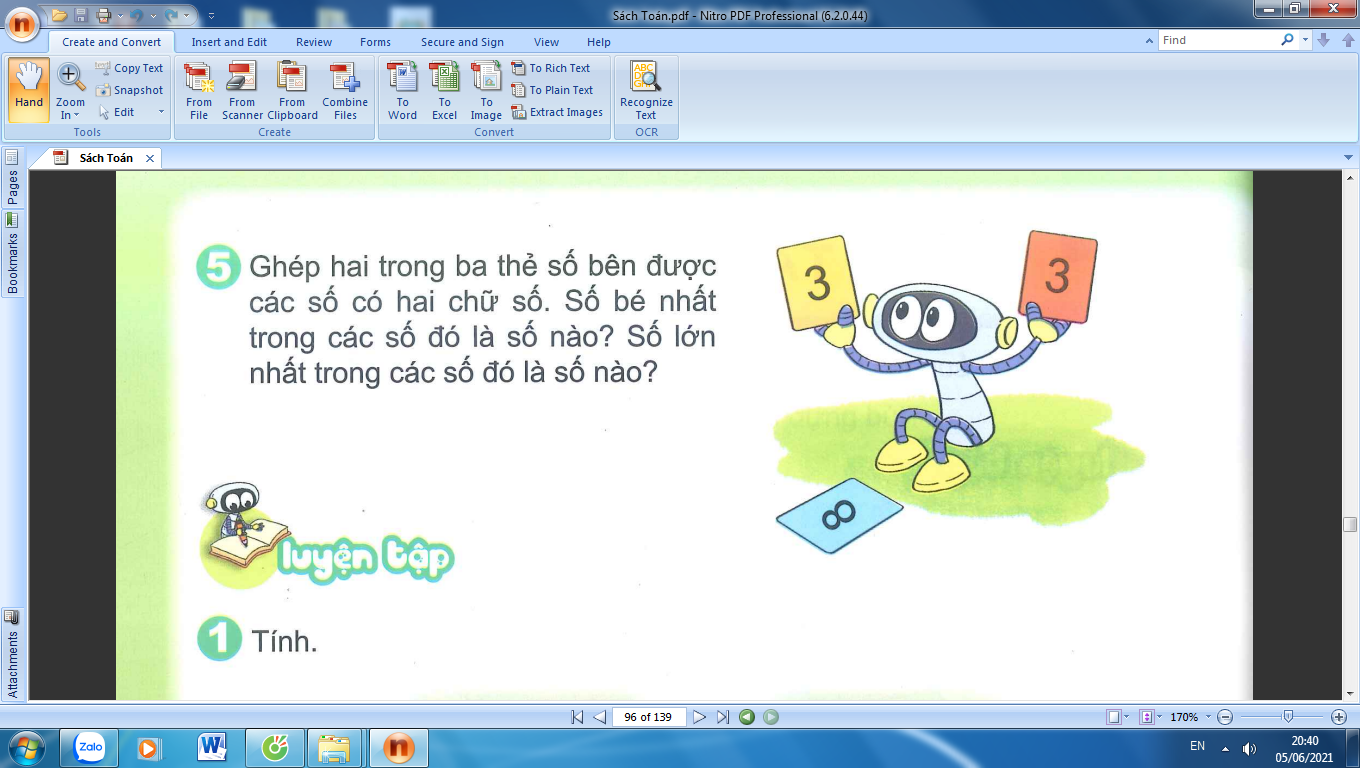 Sách Toán.pdf - Nitro PDF Professional (6.2.0.44)
Create and Convert Insert and Edit Review Forms Secure and Sign View Help Find
Hand
Zoom In
Copy Text
Snapshot
Edit
Tools
From File
From Scanner
From Clipboard
Combine Files
Create
To Word
To Excel
To Image
To Rich Text
To Plain Text
Extract Images
Convert
Recognize Text
OCR
Sách Toán
Pages
Bookmarks
Attachments
5 Ghép hai trong ba thẻ số bên được
các số có hai chữ số. Số bé nhất
trong các số đó là số nào? Số lớn
nhất trong các số đó là số nào?
3
3
8
luyện tập
1 Tính.
96 of 139
170%
Zalo
EN
20:40
05/06/2021